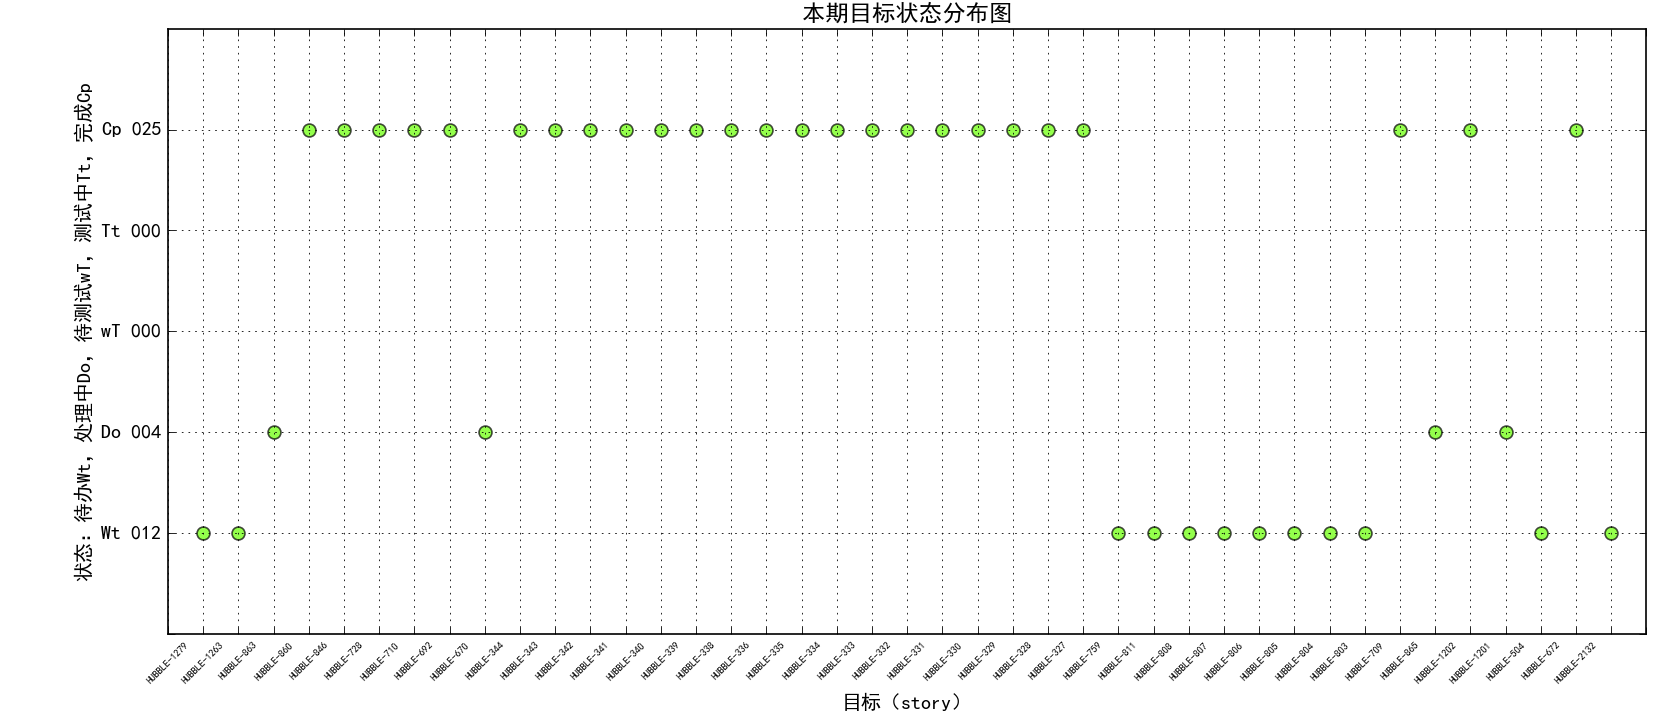 本期目标状态分布图
状态：待办Wt, 处理中Do, 待测试wT, 测试中Tt, 完成Cp
Cp 025
Tt 000
wT 000
Do 004
Wt 012
HUBBLE-1279
HUBBLE-1263
HUBBLE-863
HUBBLE-860
HUBBLE-846
HUBBLE-728
HUBBLE-710
HUBBLE-692
HUBBLE-670
HUBBLE-344
HUBBLE-343
HUBBLE-342
HUBBLE-341
HUBBLE-340
HUBBLE-339
HUBBLE-338
HUBBLE-336
HUBBLE-335
HUBBLE-334
HUBBLE-333
HUBBLE-332
HUBBLE-331
HUBBLE-330
HUBBLE-329
HUBBLE-328
HUBBLE-327
HUBBLE-759
HUBBLE-811
HUBBLE-808
HUBBLE-807
HUBBLE-806
HUBBLE-805
HUBBLE-804
HUBBLE-803
HUBBLE-709
HUBBLE-865
HUBBLE-1202
HUBBLE-1201
HUBBLE-504
HUBBLE-672
HUBBLE-2132
目标（story）